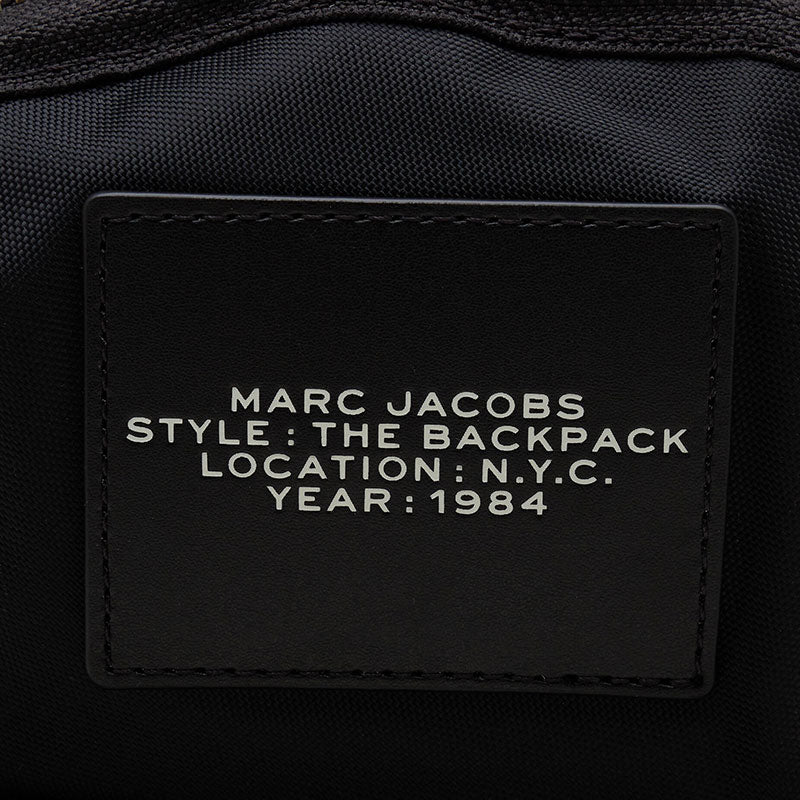 MARC JACOBS
STYLE : THE BACKPACK
LOCATION : N.Y.C.
YEAR : 1984